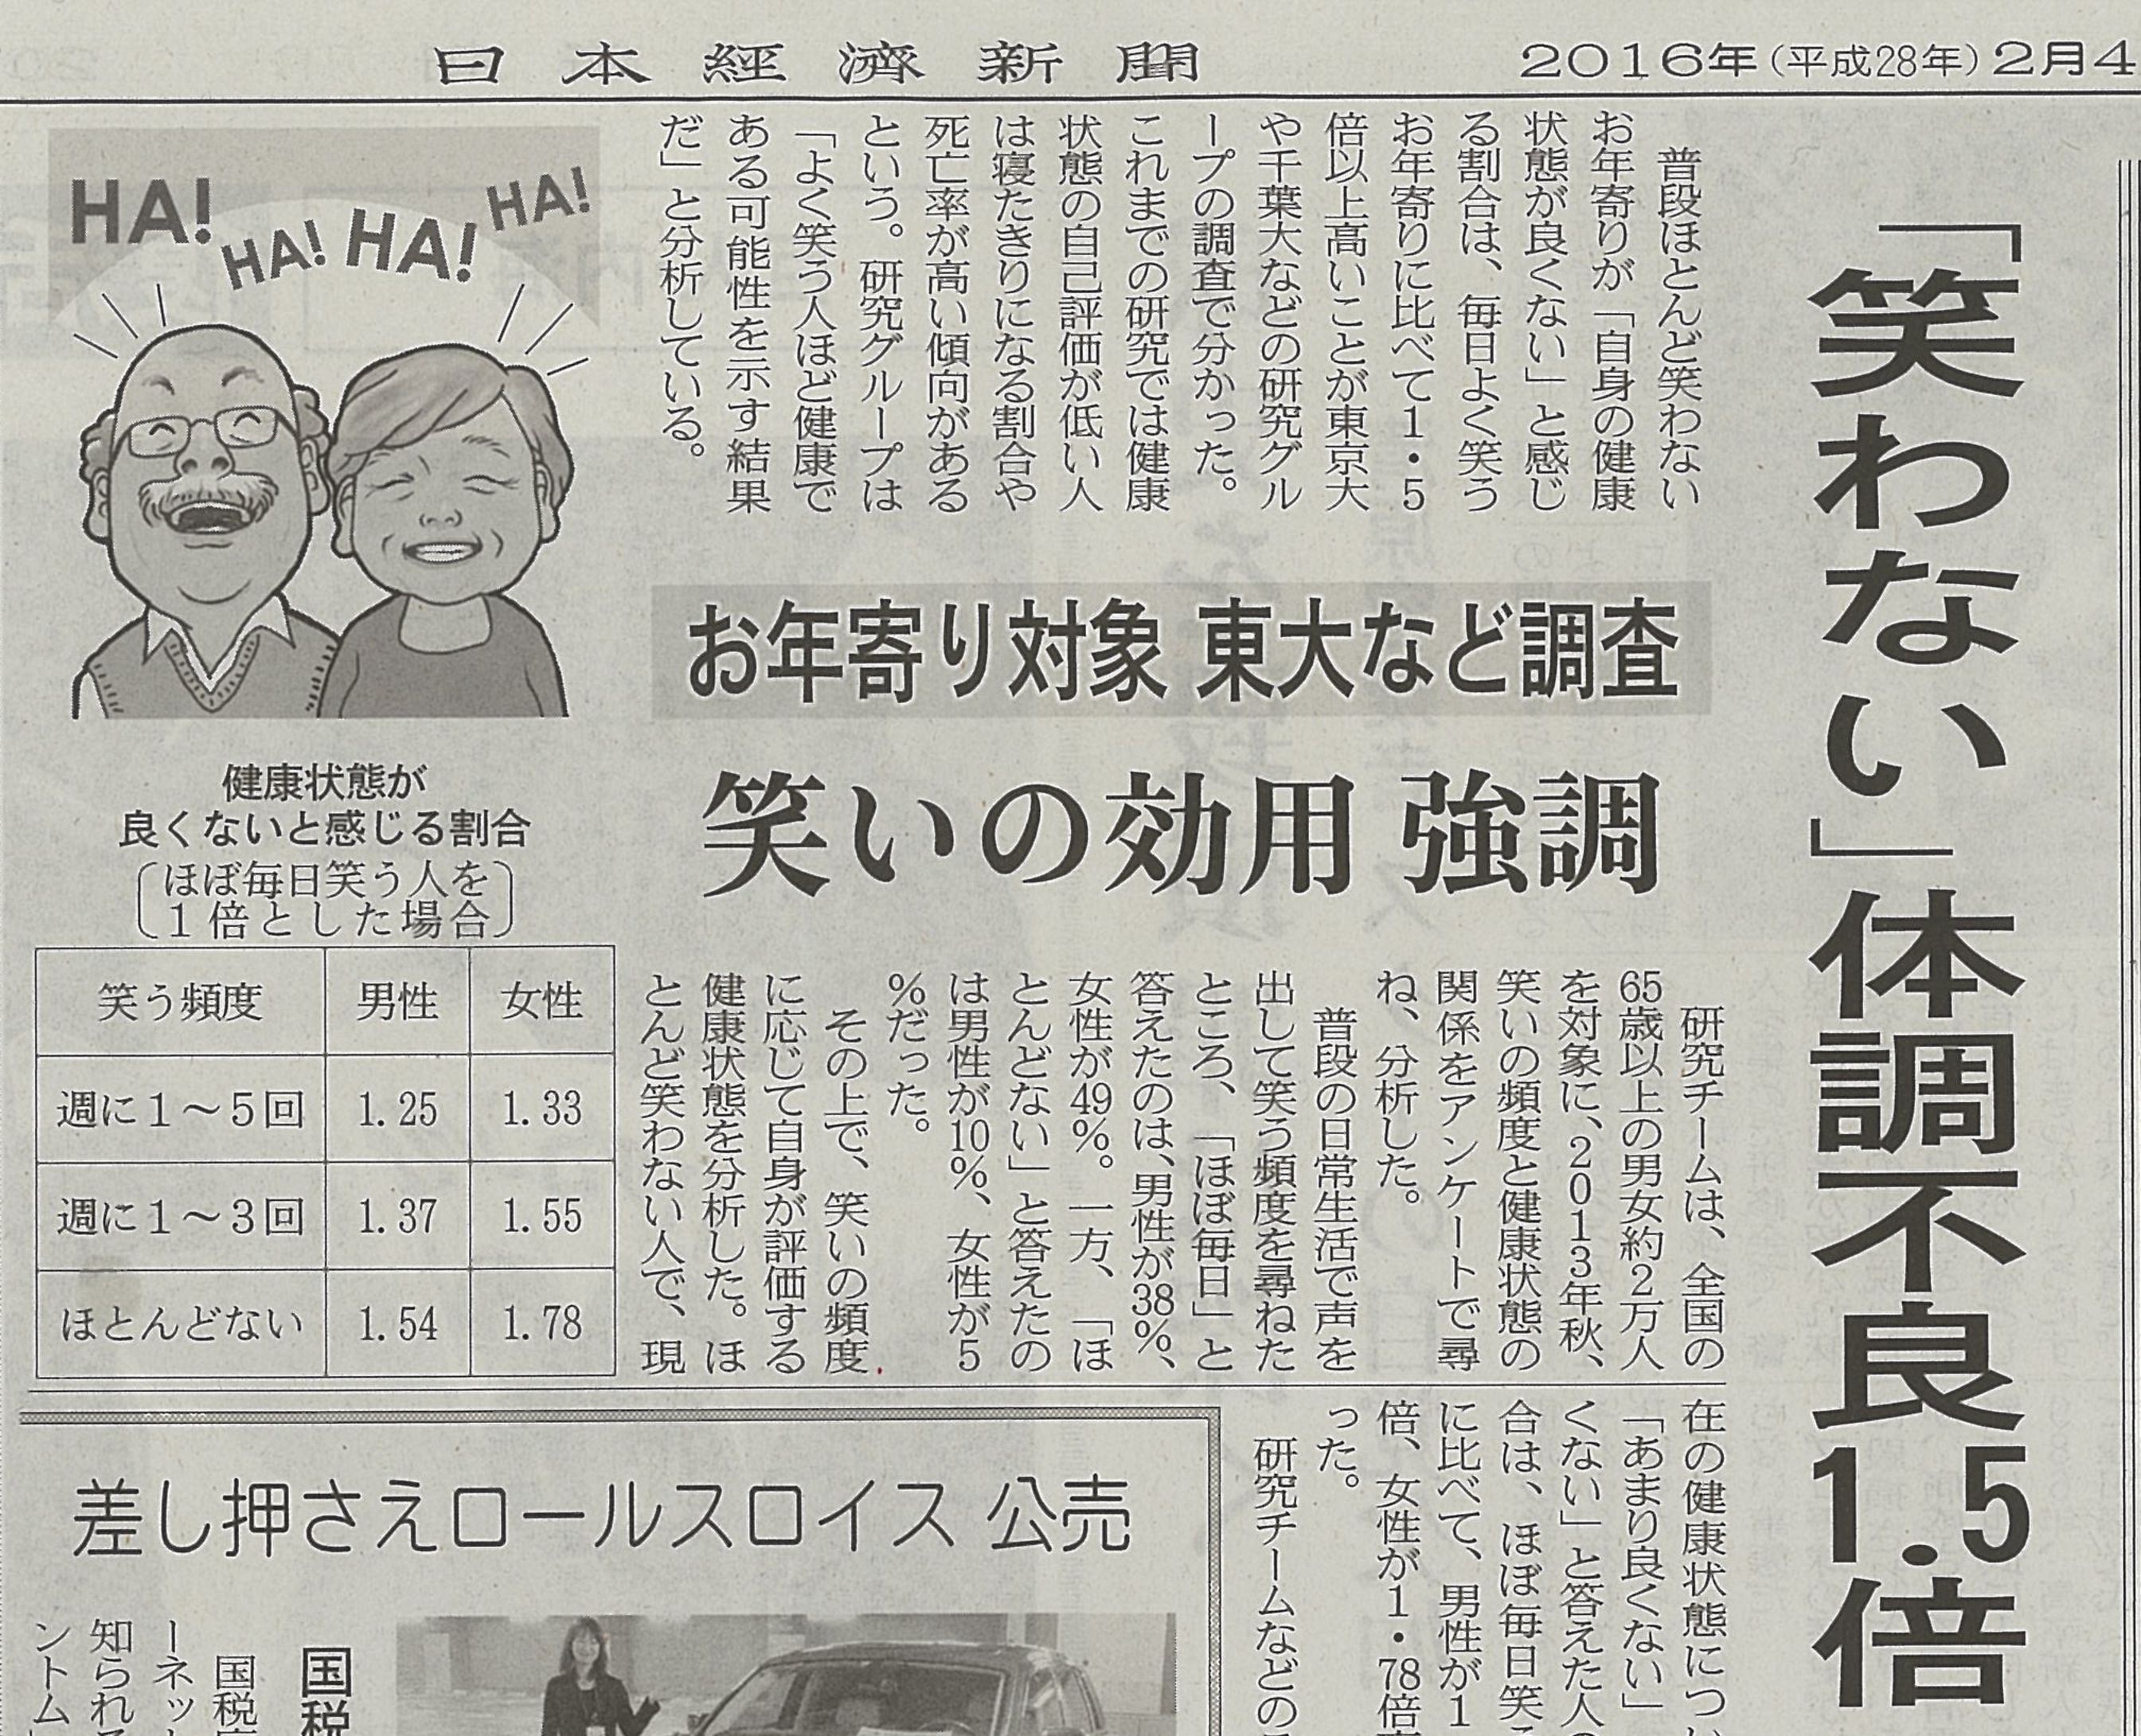 日本経済新聞
2016年(平成28年)2月4
「笑わない」体調不良1.5倍
普段ほとんど笑わない
お年寄りが「自身の健康
状態が良くない」と感じ
る割合は、毎日よく笑う
お年寄りに比べて1・5
倍以上高いことが東京大
や千葉大などの研究グル
ープの調査で分かった。
これまでの研究では健康
状態の自己評価が低い人
は寝たきりになる割合や
死亡率が高い傾向がある
という。研究グループは
「よく笑う人ほど健康で
ある可能性を示す結果
だ」と分析している。
お年寄り対象 東大など調査
笑いの効用 強調
研究チームは、全国の
65歳以上の男女約2万人
を対象に、2013年秋、
笑いの頻度と健康状態の
関係をアンケートで尋
ね、分析した。
普段の日常生活で声を
出して笑う頻度を尋ねた
ところ、「ほぼ毎日」と
答えたのは、男性が38%、
女性が49%。一方、「ほ
とんどない」と答えたの
は男性が10%、女性が5
%だった。
その上で、笑いの頻度
に応じて自身が評価する
健康状態を分析した。ほ
とんど笑わない人で、現
在の健康状態につ
「あまり良くない」
くない」と答えた人
合は、ほぼ毎日笑
に比べて、男性が1
倍、女性が1・78倍
った。
研究チームなどの
HA! HA! HA! HA!
健康状態が
良くないと感じる割合
〔ほぼ毎日笑う人を
1倍とした場合〕
笑う頻度 男性 女性
週に1～5回 1.25 1.33
週に1～3回 1.37 1.55
ほとんどない 1.54 1.78
差し押さえロールスロイス 公売
国税
国税
ーネッ
知られ
ントム